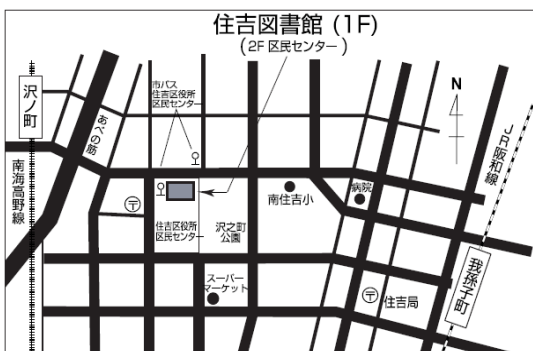 住吉図書館 (1F)
(2F 区民センター)
沢ノ町
南海高野線
あべの筋
市バス
住吉区役所
区民センター
N
JR阪和線
〒
住吉区役所
区民センター
沢之町
公園
南住吉小
病院
スーパー
マーケット
〒 住吉局
我孫子町